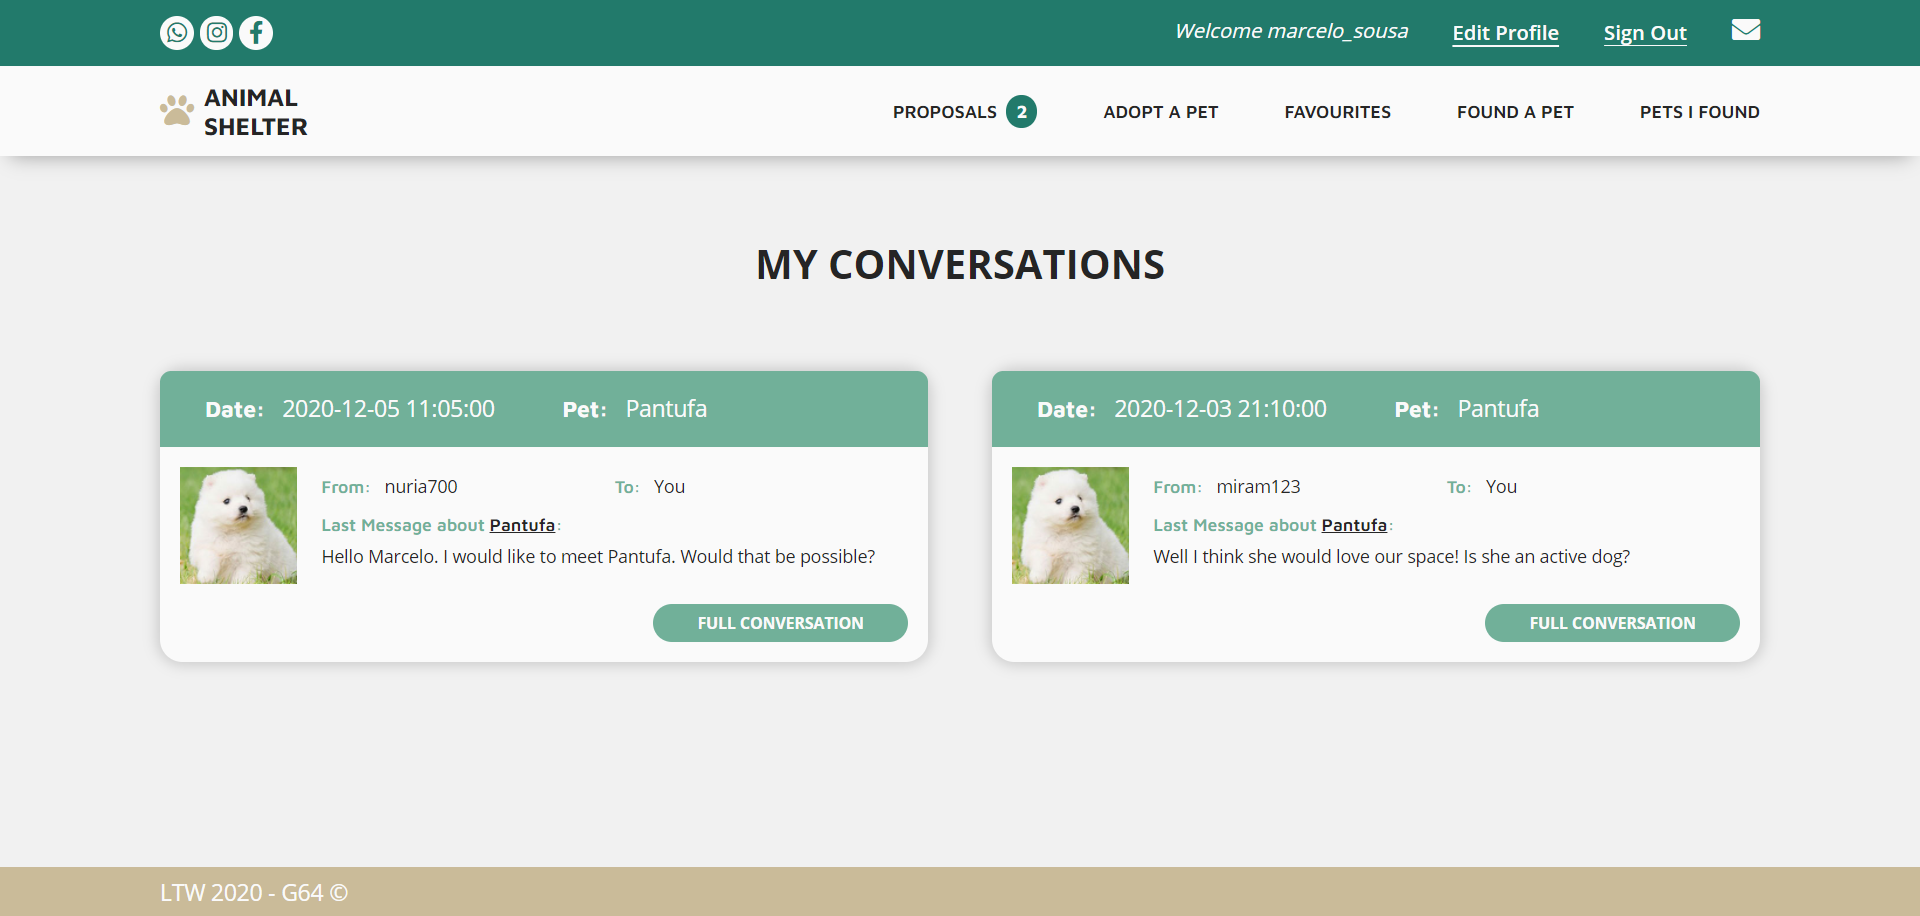 Welcome marcelo_sousa Edit Profile Sign Out
ANIMAL
SHELTER
PROPOSALS 2 ADOPT A PET FAVOURITES FOUND A PET PETS I FOUND
MY CONVERSATIONS
Date: 2020-12-05 11:05:00 Pet: Pantufa
From: nuria700 To: You
Last Message about Pantufa:
Hello Marcelo. I would like to meet Pantufa. Would that be possible?
FULL CONVERSATION
Date: 2020-12-03 21:10:00 Pet: Pantufa
From: miram123 To: You
Last Message about Pantufa:
Well I think she would love our space! Is she an active dog?
FULL CONVERSATION
LTW 2020 - G64 ©